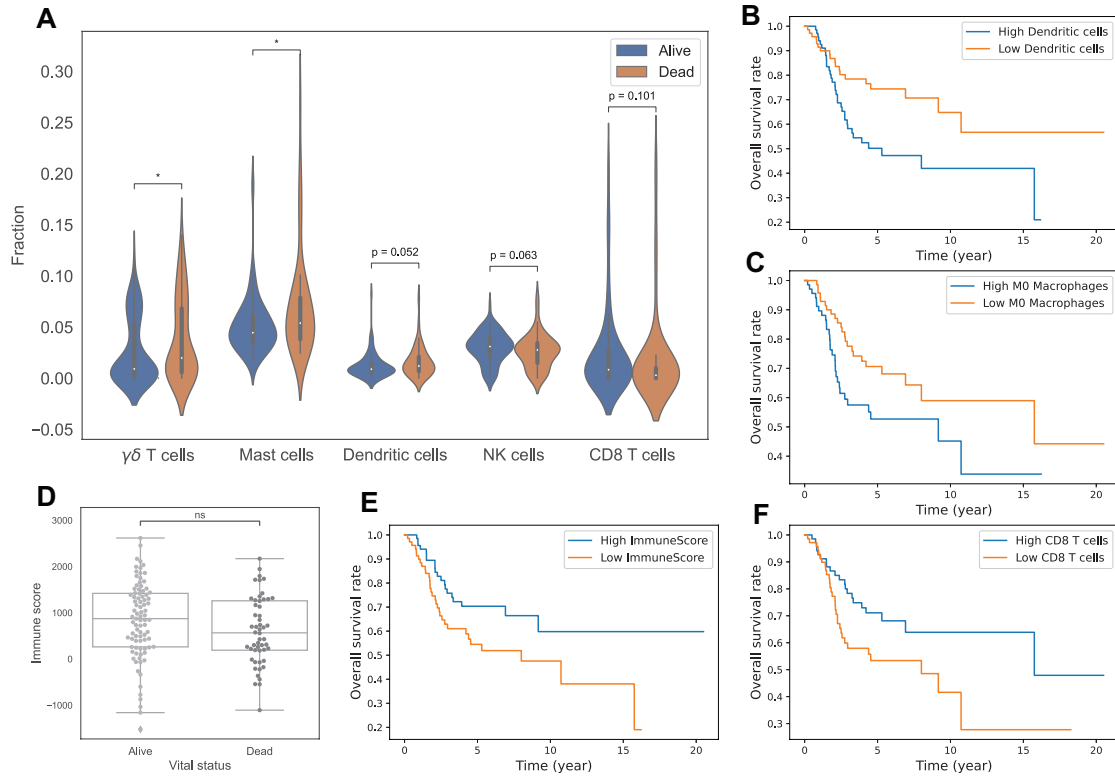 A
0.30
0.25
0.20
0.15
0.10
0.05
0.00
−0.05
Fraction
Alive
Dead
*
*
p = 0.052
p = 0.063
p = 0.101
γδ T cells
Mast cells
Dendritic cells
NK cells
CD8 T cells
B
High Dendritic cells
Low Dendritic cells
1.0
0.9
0.8
0.7
0.6
0.5
0.4
0.3
0.2
Overall survival rate
0
5
10
15
20
Time (year)
C
High M0 Macrophages
Low M0 Macrophages
1.0
0.9
0.8
0.7
0.6
0.5
0.4
Overall survival rate
0
5
10
15
20
Time (year)
D
ns
3000
2000
1000
0
−1000
Immune score
Alive
Dead
Vital status
E
High ImmuneScore
Low ImmuneScore
1.0
0.9
0.8
0.7
0.6
0.5
0.4
0.3
0.2
Overall survival rate
0
5
10
15
20
Time (year)
F
High CD8 T cells
Low CD8 T cells
1.0
0.9
0.8
0.7
0.6
0.5
0.4
0.3
Overall survival rate
0
5
10
15
20
Time (year)